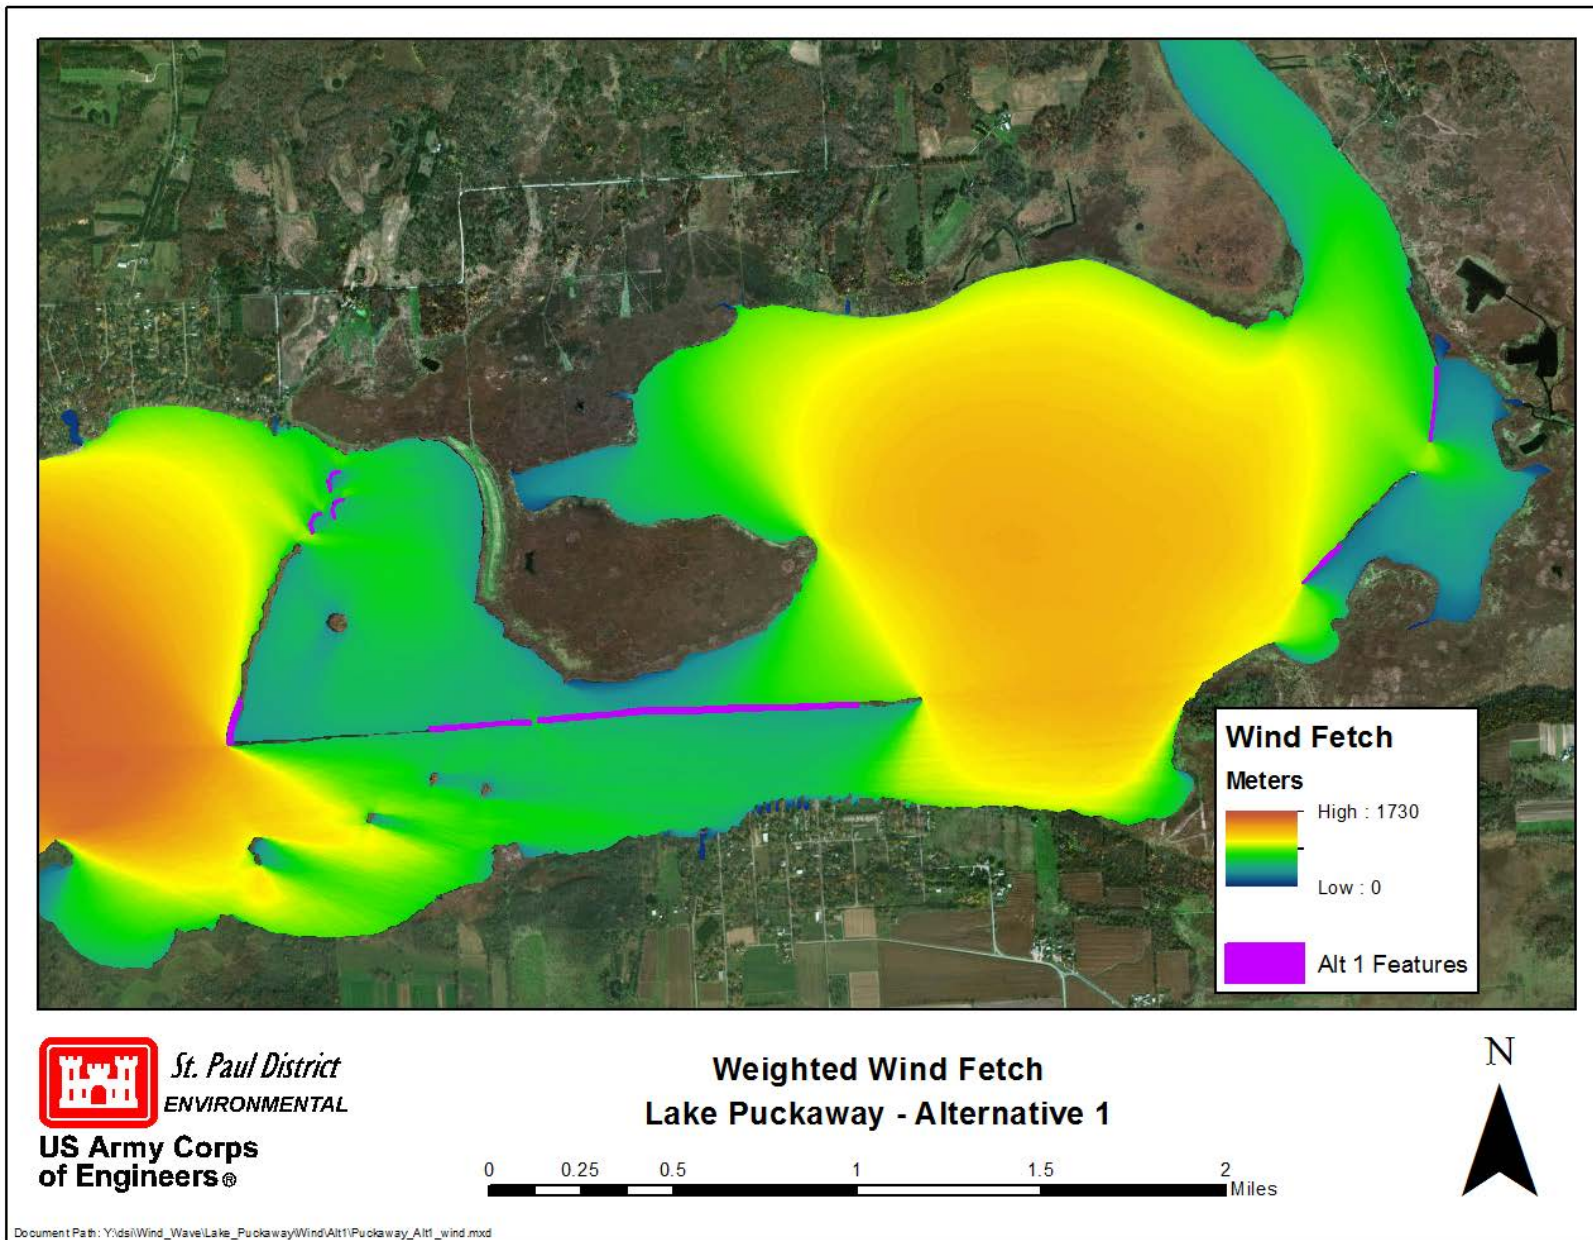 Wind Fetch
Meters
High : 1730
Low : 0
Alt 1 Features
St. Paul District
ENVIRONMENTAL
US Army Corps
of Engineers®
Weighted Wind Fetch
Lake Puckaway - Alternative 1
0 0.25 0.5 1 1.5 2
Miles
N
Document Path: Y:\dsi\Wind_Wave\Lake_Puckaway\Wind\Alt1\Puckaway_Alt1_wind.mxd